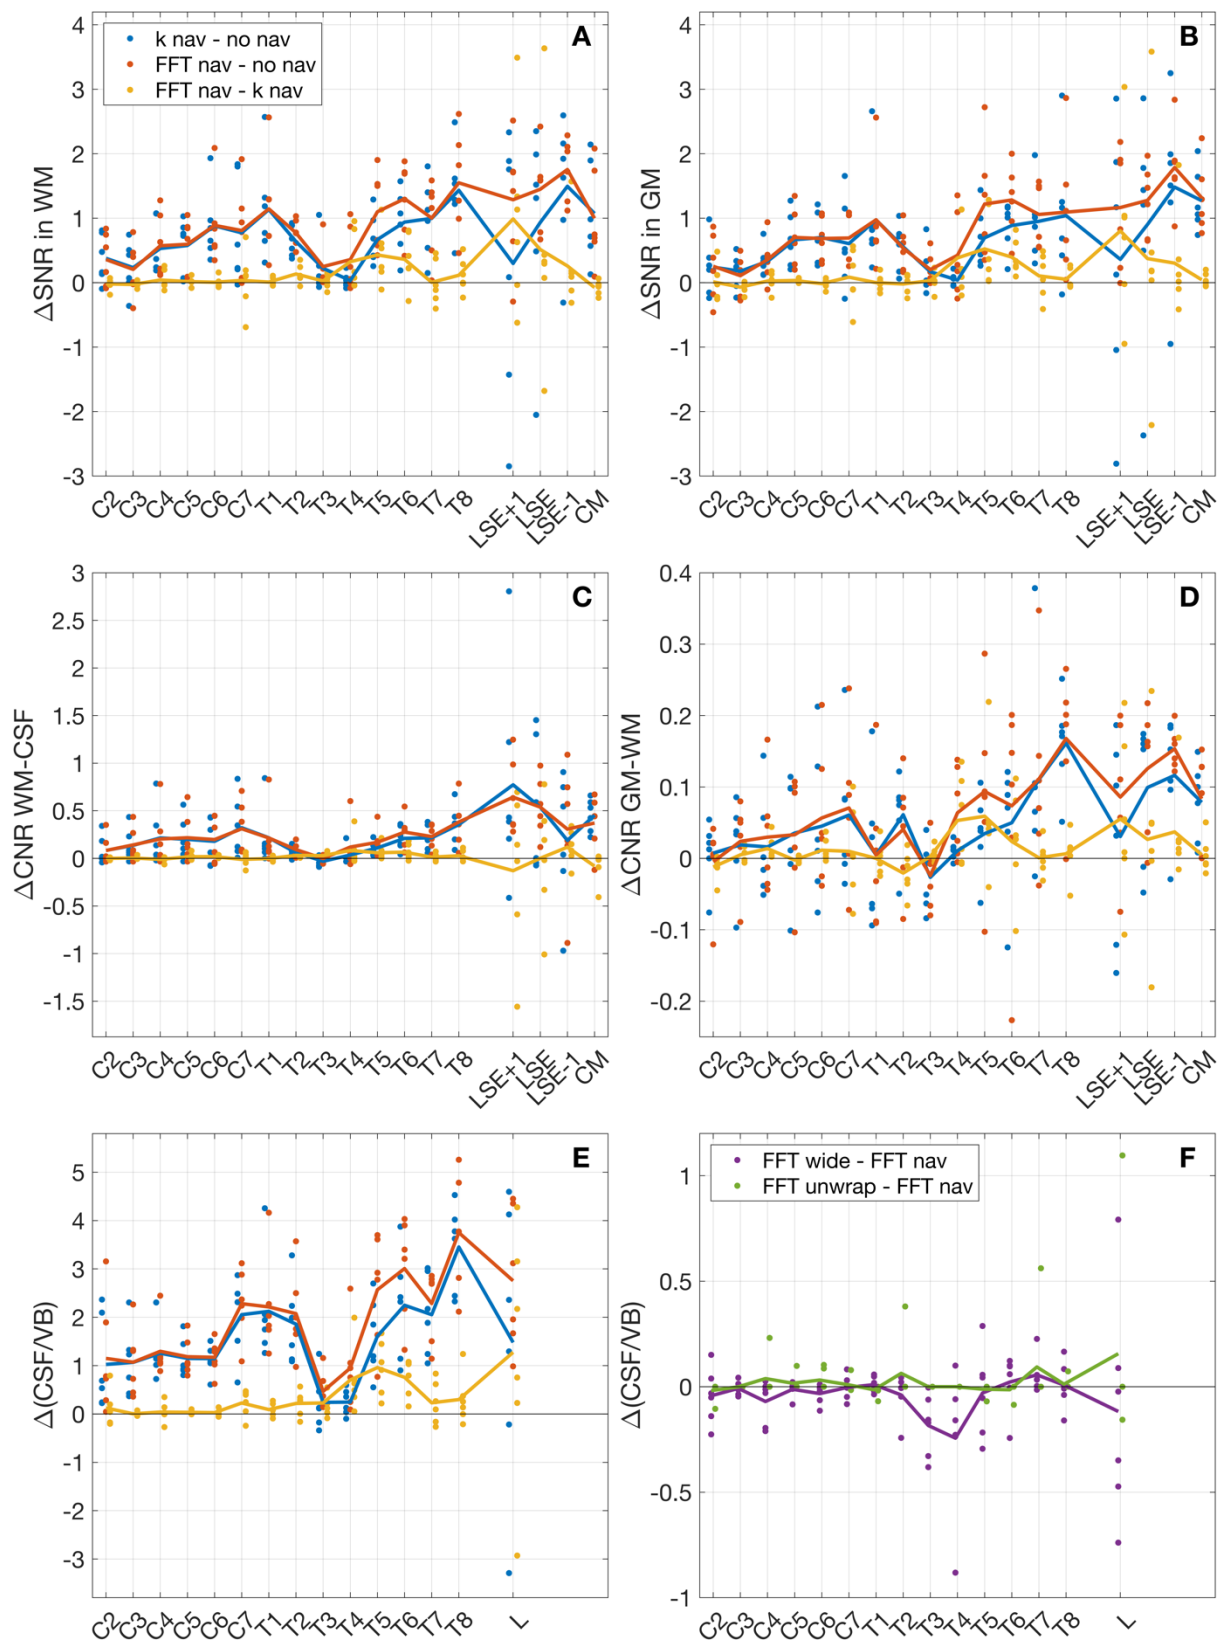 A
k nav - no nav
FFT nav - no nav
FFT nav - k nav
ΔSNR in WM
4
3
2
1
0
-1
-2
-3
C2 C3 C4 C5 C6 C7 T1 T2 T3 T4 T5 T6 T7 T8 LSE+1 LSE LSE-1 CM
B
ΔSNR in GM
4
3
2
1
0
-1
-2
-3
C2 C3 C4 C5 C6 C7 T1 T2 T3 T4 T5 T6 T7 T8 LSE+1 LSE LSE-1 CM
C
ΔCNR WM-CSF
3
2.5
2
1.5
1
0.5
0
-0.5
-1
-1.5
C2 C3 C4 C5 C6 C7 T1 T2 T3 T4 T5 T6 T7 T8 LSE+1 LSE LSE-1 CM
D
ΔCNR GM-WM
0.4
0.3
0.2
0.1
0
-0.1
-0.2
C2 C3 C4 C5 C6 C7 T1 T2 T3 T4 T5 T6 T7 T8 LSE+1 LSE LSE-1 CM
E
Δ(CSF/VB)
5
4
3
2
1
0
-1
-2
-3
C2 C3 C4 C5 C6 C7 T1 T2 T3 T4 T5 T6 T7 T8 L
F
FFT wide - FFT nav
FFT unwrap - FFT nav
Δ(CSF/VB)
1
0.5
0
-0.5
-1
C2 C3 C4 C5 C6 C7 T1 T2 T3 T4 T5 T6 T7 T8 L